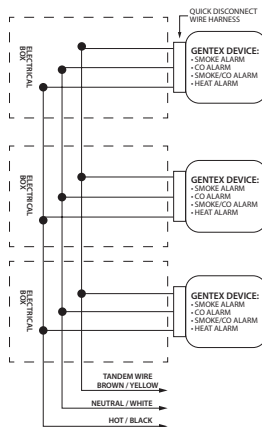 QUICK DISCONNECT
WIRE HARNESS
ELECTRICAL
BOX
GENTEX DEVICE:
• SMOKE ALARM
• CO ALARM
• SMOKE/CO ALARM
• HEAT ALARM
ELECTRICAL
BOX
GENTEX DEVICE:
• SMOKE ALARM
• CO ALARM
• SMOKE/CO ALARM
• HEAT ALARM
ELECTRICAL
BOX
GENTEX DEVICE:
• SMOKE ALARM
• CO ALARM
• SMOKE/CO ALARM
• HEAT ALARM
TANDEM WIRE
BROWN / YELLOW
NEUTRAL / WHITE
HOT / BLACK